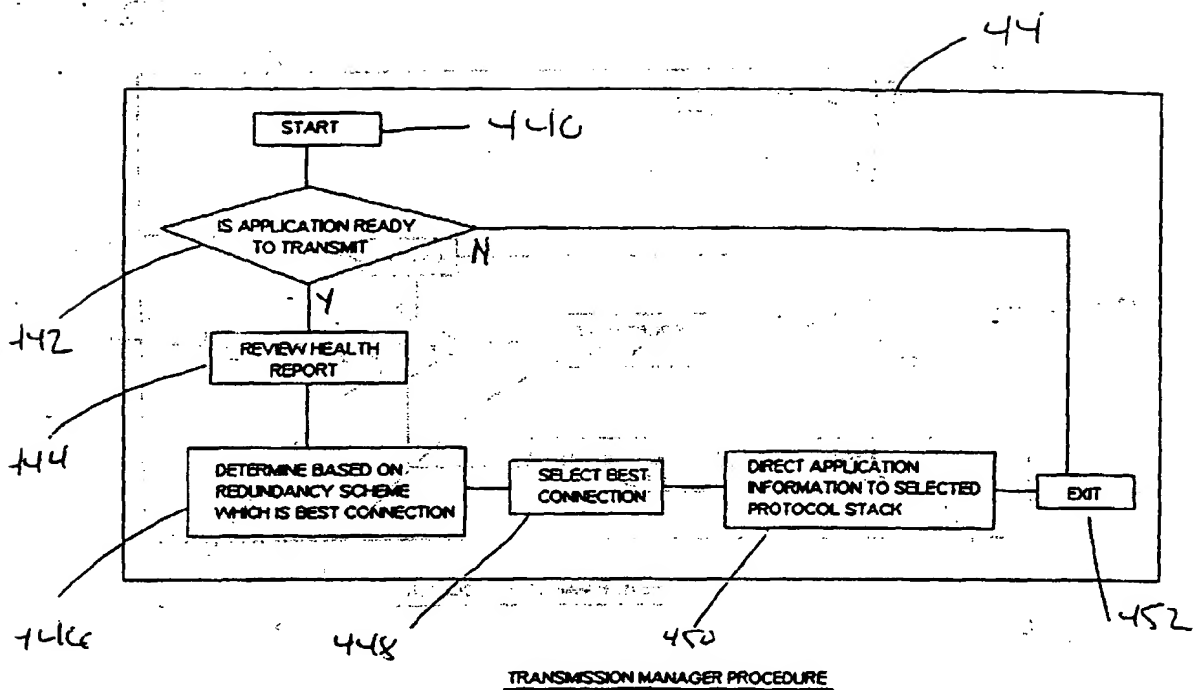 44
START
440
IS APPLICATION READY
TO TRANSMIT
N
Y
442
REVIEW HEALTH
REPORT
444
DETERMINE BASED ON
REDUNDANCY SCHEME
WHICH IS BEST CONNECTION
SELECT BEST
CONNECTION
DIRECT APPLICATION
INFORMATION TO SELECTED
PROTOCOL STACK
EXIT
446
448
450
452
TRANSMISSION MANAGER PROCEDURE